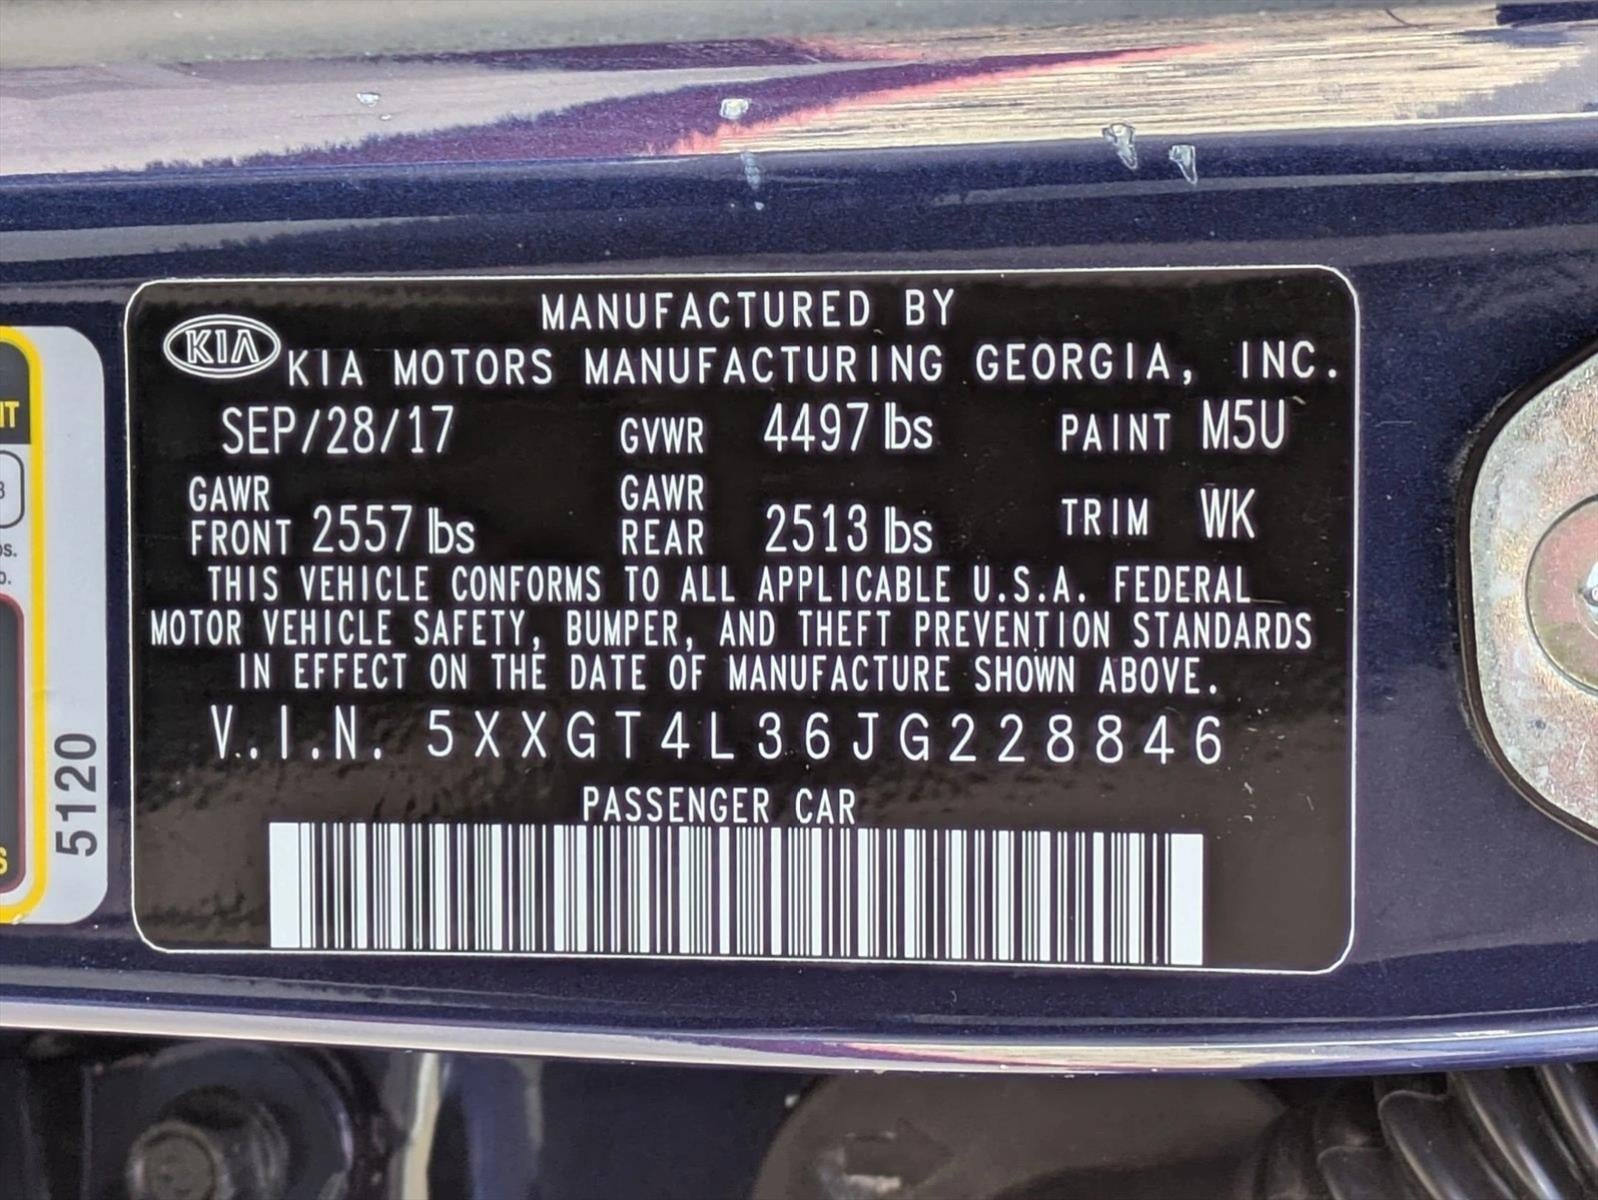 MANUFACTURED BY
KIA KIA MOTORS MANUFACTURING GEORGIA, INC.
SEP/28/17 GVWR 4497 lbs PAINT M5U
GAWR FRONT 2557 lbs GAWR REAR 2513 lbs TRIM WK
THIS VEHICLE CONFORMS TO ALL APPLICABLE U.S.A. FEDERAL
MOTOR VEHICLE SAFETY, BUMPER, AND THEFT PREVENTION STANDARDS
IN EFFECT ON THE DATE OF MANUFACTURE SHOWN ABOVE.
V.I.N. 5XXGT4L36JG228846
PASSENGER CAR
5120